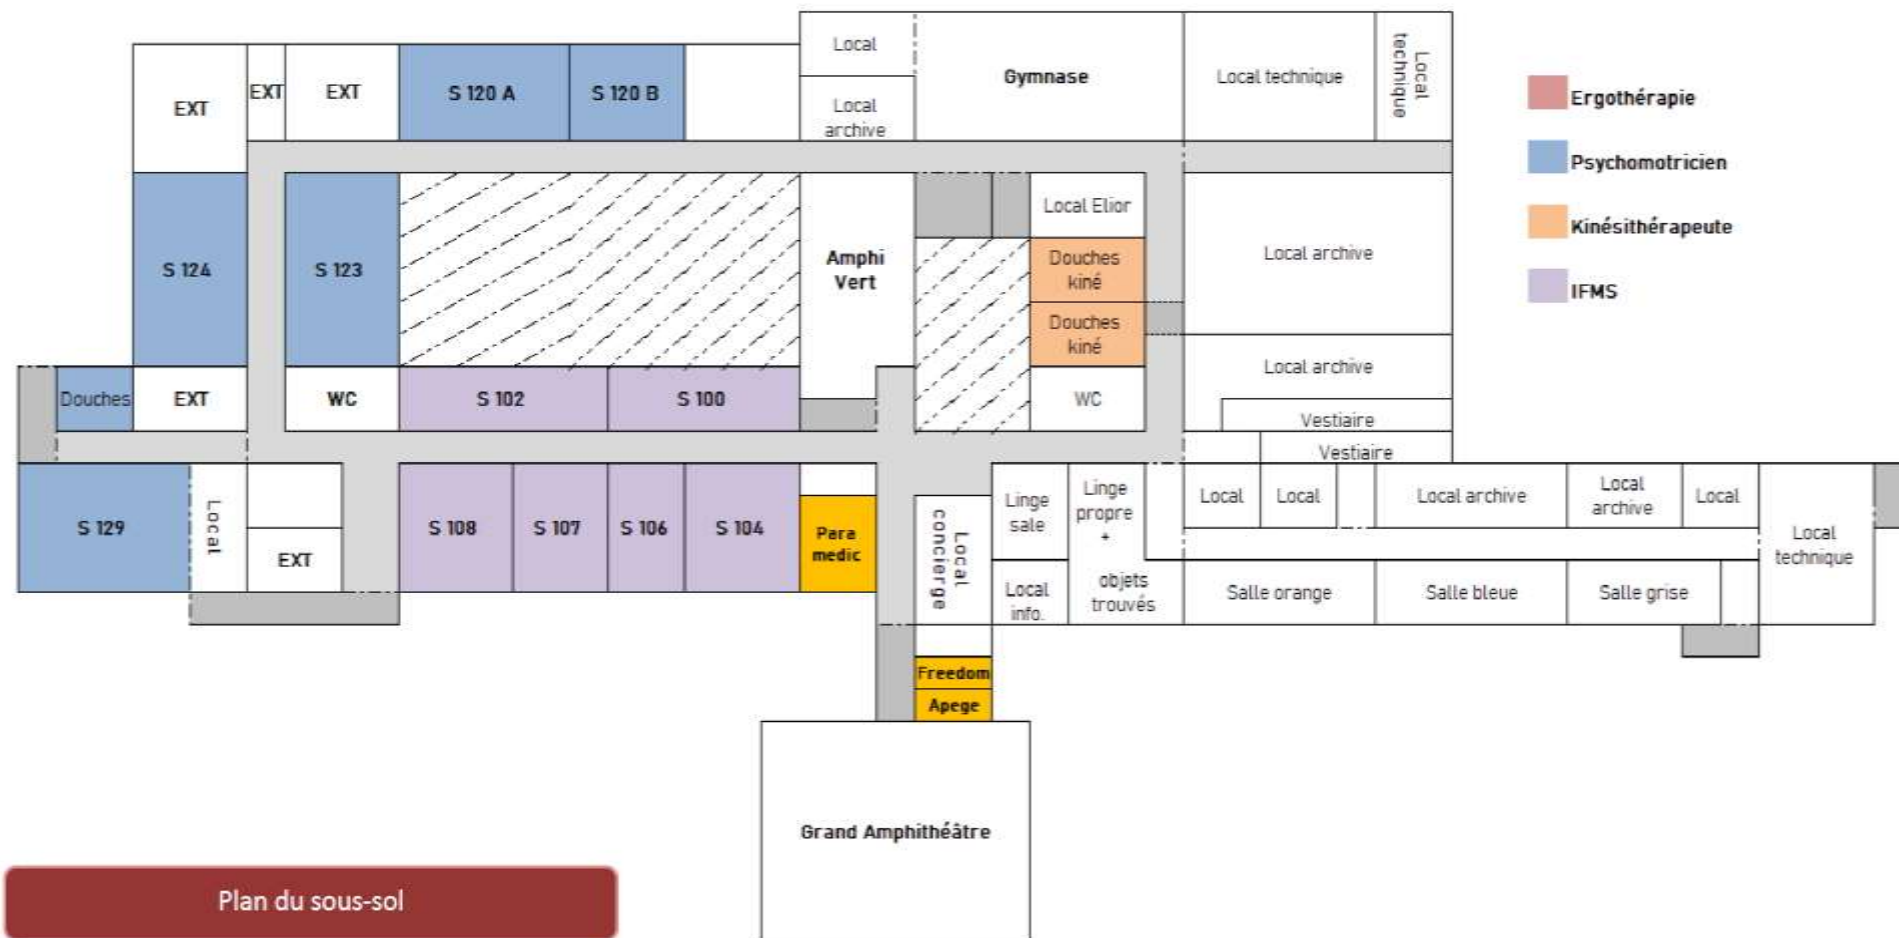 Local
Gymnase
Local technique
Local
technique
EXT
EXT
EXT
S 120 A
S 120 B
Local
archive
Ergothérapie
Psychomotricien
Kinésithérapeute
IFMS
S 124
S 123
Amphi
Vert
Local Elior
Douches
kiné
Douches
kiné
Local archive
Local archive
Douches
EXT
WC
S 102
S 100
WC
Vestiaire
Vestiaire
S 129
Local
EXT
S 108
S 107
S 106
S 104
Para
medic
Local
concierge
Linge
sale
Linge
propre
+
objets
trouvés
Local
info.
Local
Local
Local archive
Local
archive
Local
Local
technique
Salle orange
Salle bleue
Salle grise
Freedom
Apege
Grand Amphithéâtre
Plan du sous-sol